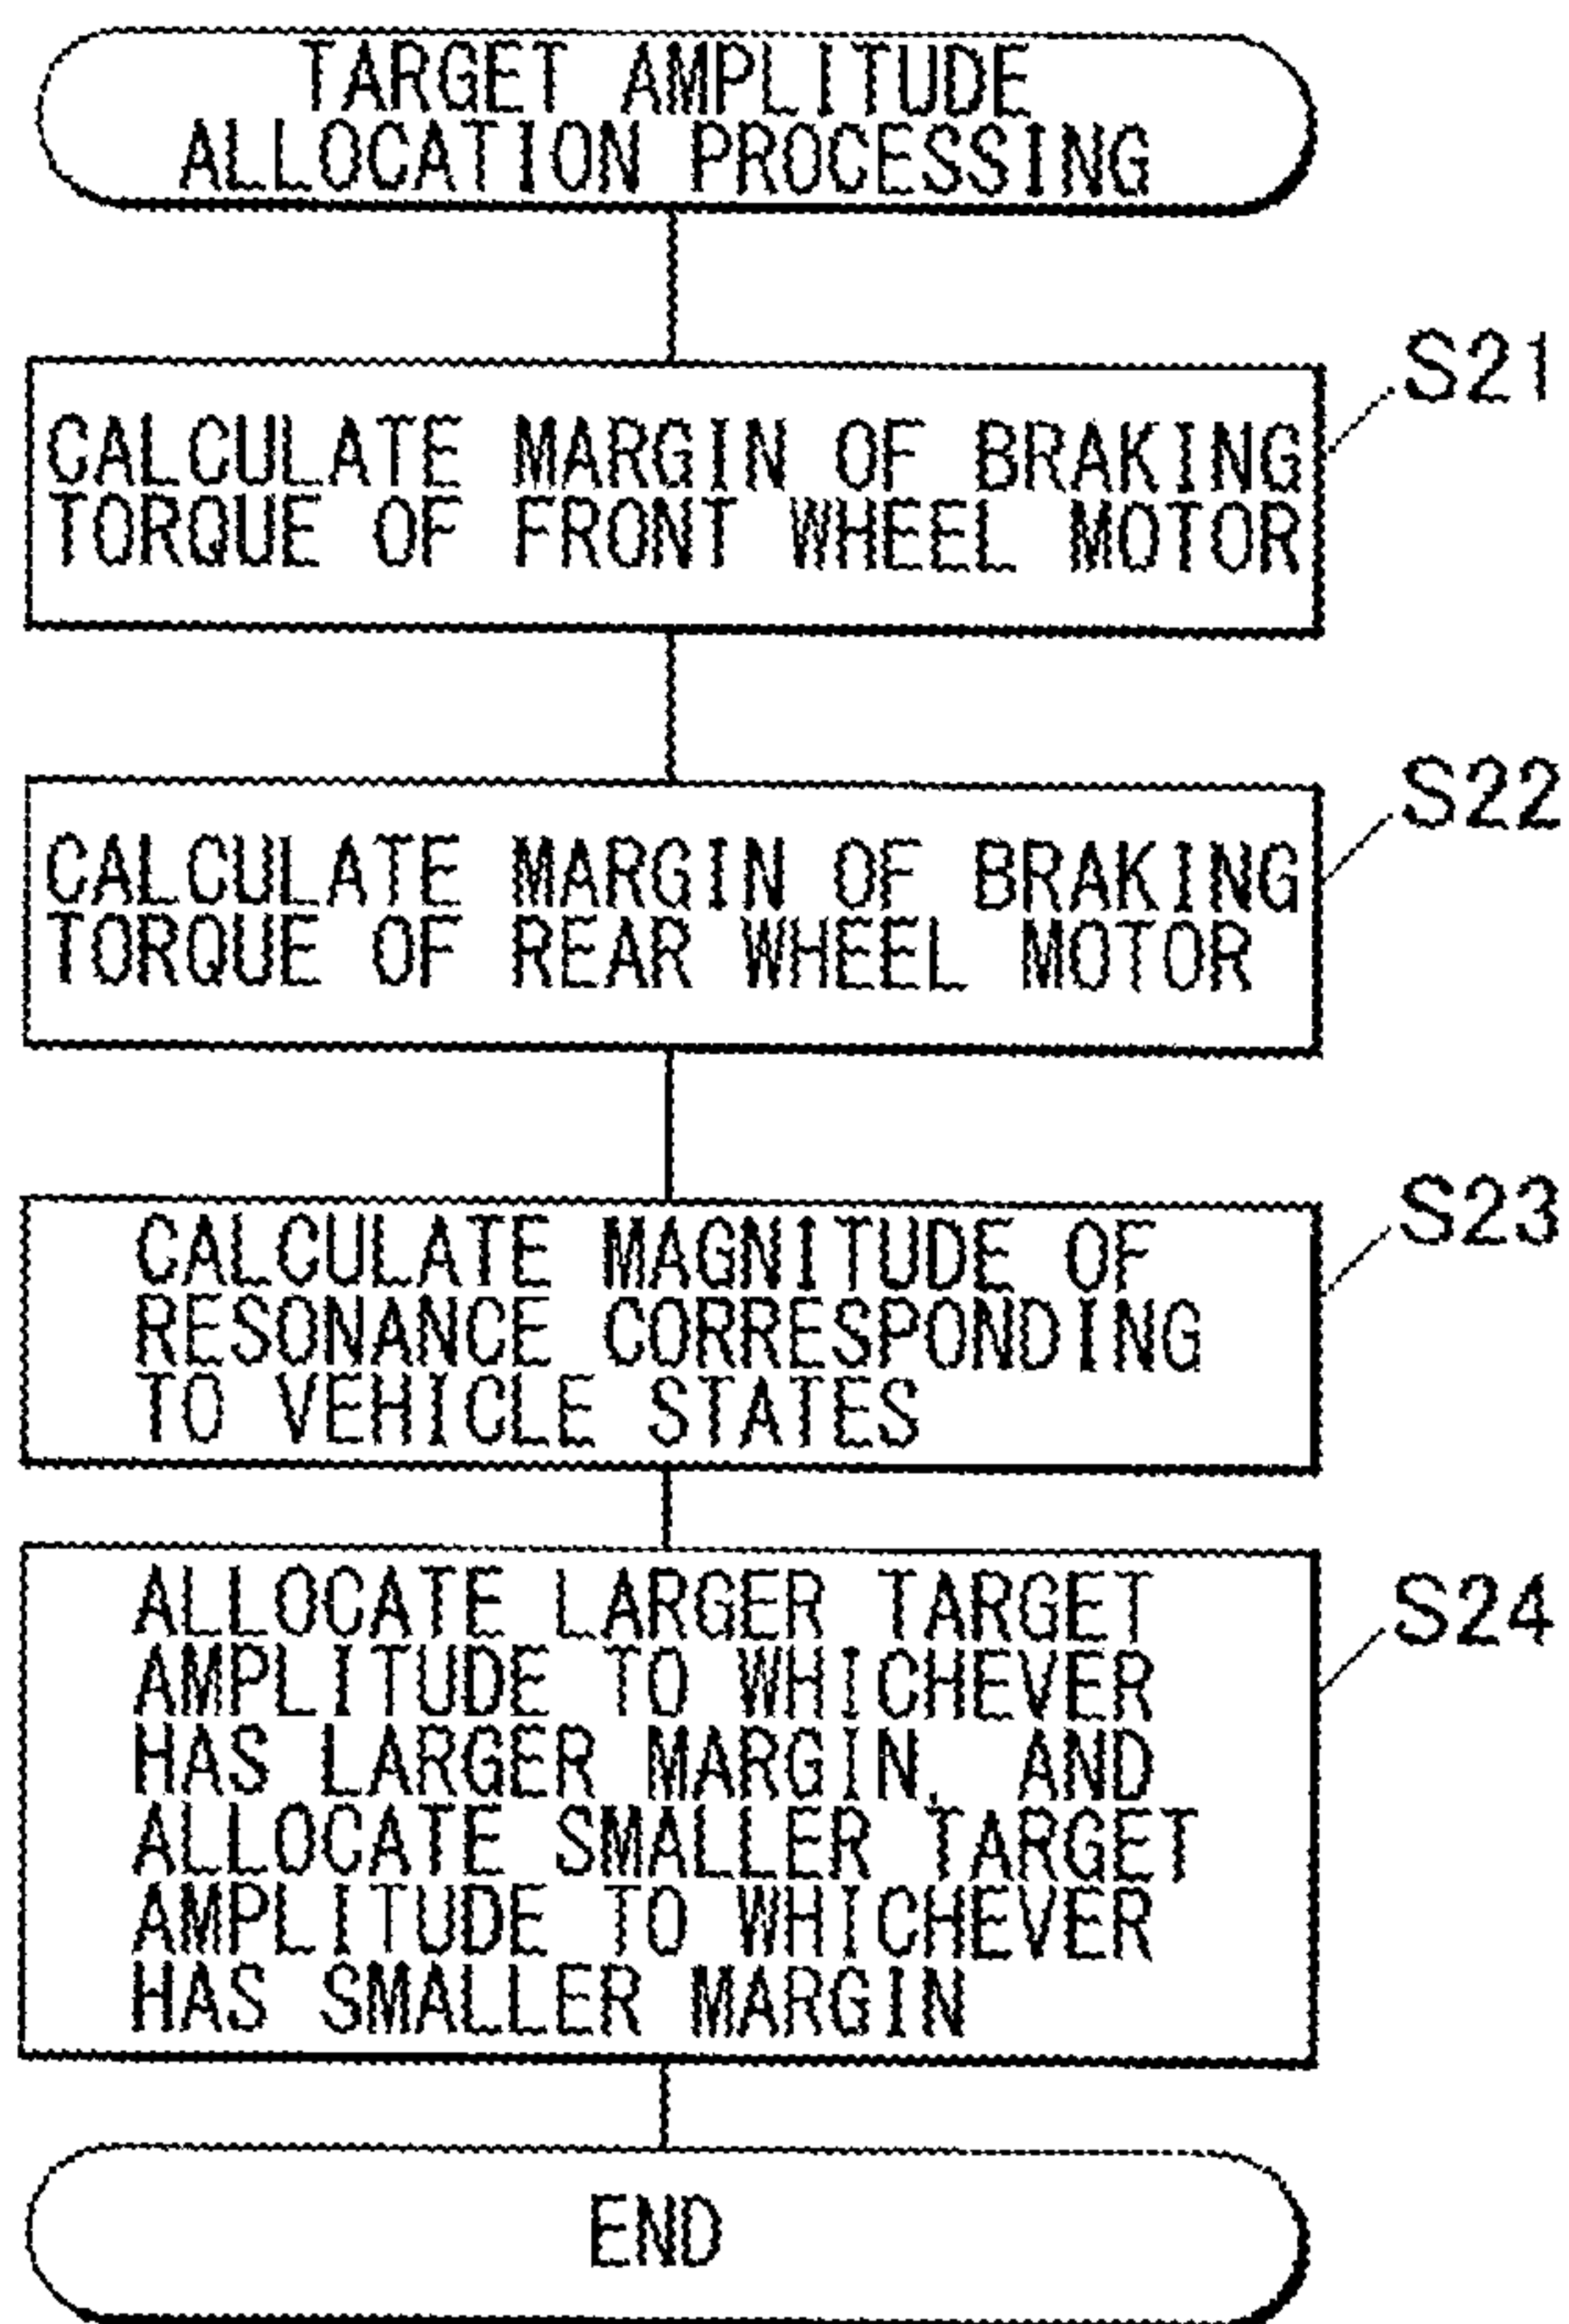 TARGET AMPLITUDE
ALLOCATION PROCESSING
S21
CALCULATE MARGIN OF BRAKING
TORQUE OF FRONT WHEEL MOTOR
S22
CALCULATE MARGIN OF BRAKING
TORQUE OF REAR WHEEL MOTOR
S23
CALCULATE MAGNITUDE OF
RESONANCE CORRESPONDING
TO VEHICLE STATES
S24
ALLOCATE LARGER TARGET
AMPLITUDE TO WHICHEVER
HAS LARGER MARGIN, AND
ALLOCATE SMALLER TARGET
AMPLITUDE TO WHICHEVER
HAS SMALLER MARGIN
END